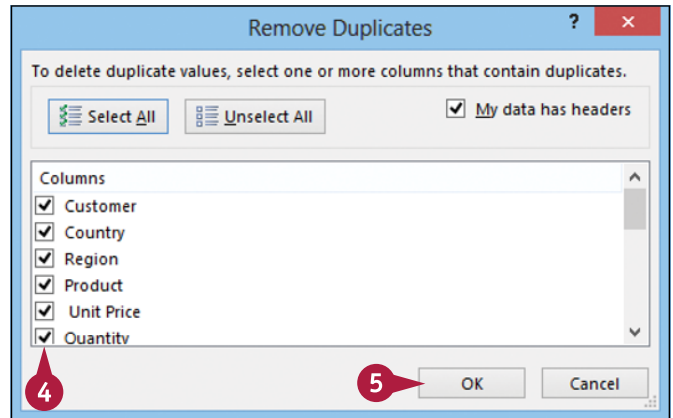 Remove Duplicates ?
To delete duplicate values, select one or more columns that contain duplicates.
Select All Unselect All My data has headers
Columns
Customer
Country
Region
Product
Unit Price
Quantity
4 5 OK Cancel